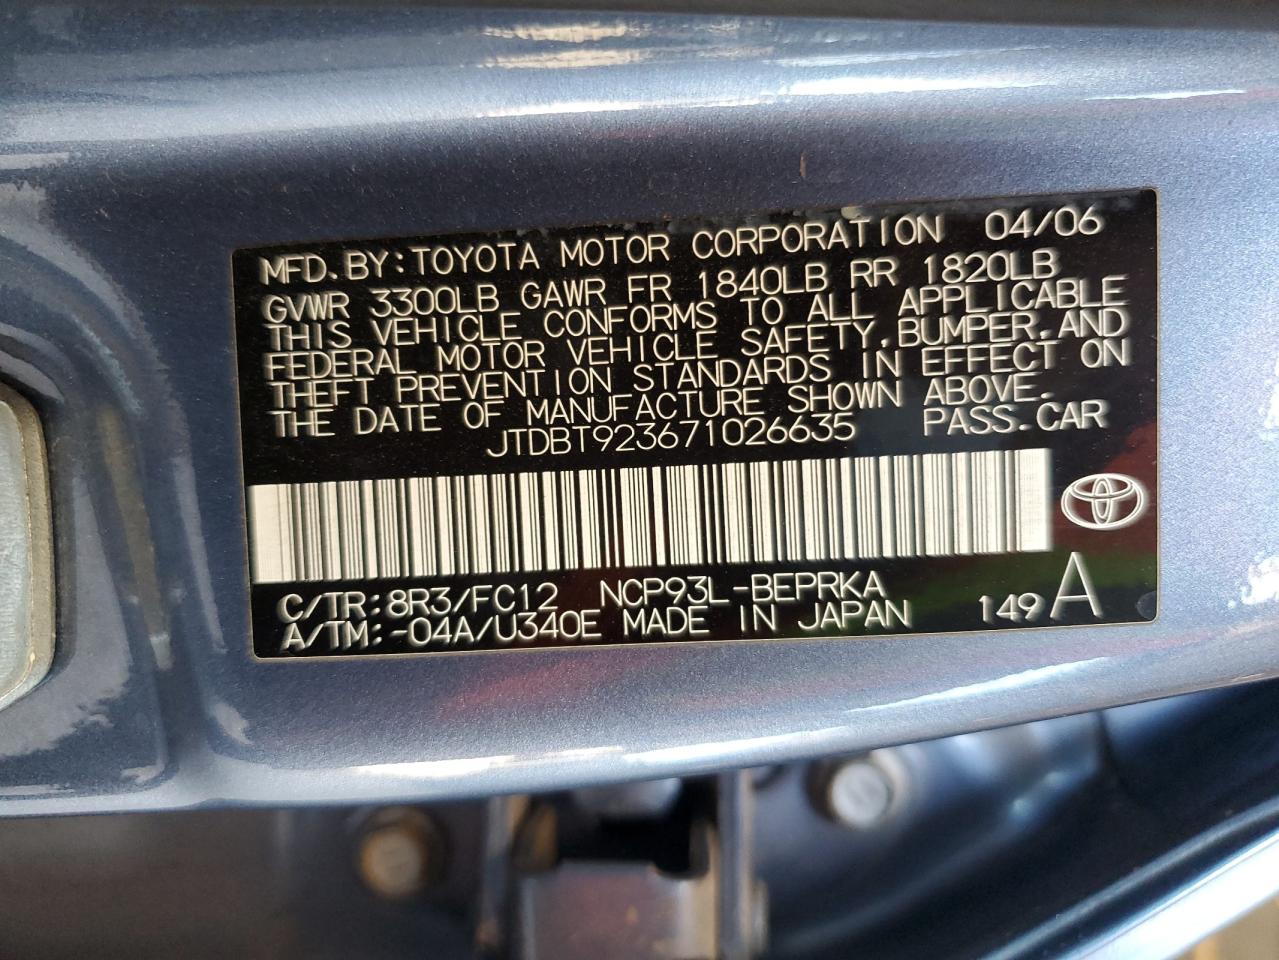 MFD.BY:TOYOTA MOTOR CORPORATION 04/06
GVWR 3300LB GAWR FR 1840LB RR 1820LB
THIS VEHICLE CONFORMS TO ALL APPLICABLE
FEDERAL MOTOR VEHICLE SAFETY,BUMPER,AND
THEFT PREVENTION STANDARDS IN EFFECT ON
THE DATE OF MANUFACTURE SHOWN ABOVE.
JTDBT923671026635 PASS.CAR
C/TR:8R3/FC12 NCP93L-BEPRKA
A/TM:-04A/U340E MADE IN JAPAN 149 A